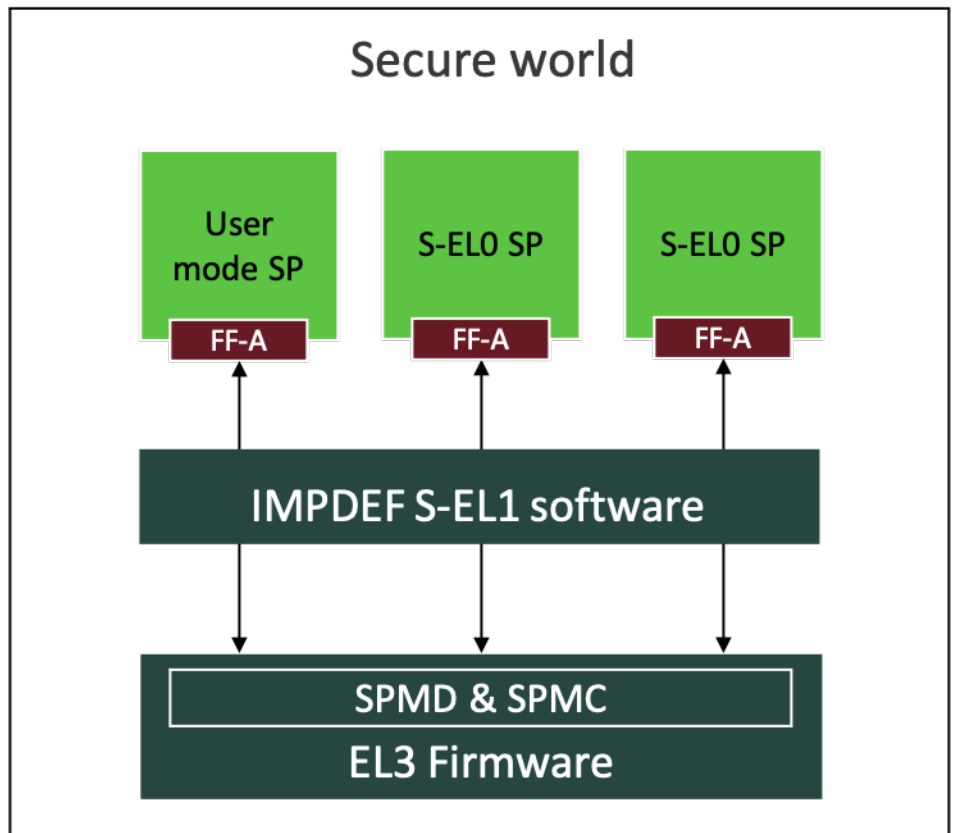 Secure world
User
mode SP
S-EL0 SP
S-EL0 SP
FF-A
FF-A
FF-A
IMPDEF S-EL1 software
SPMD & SPMC
EL3 Firmware